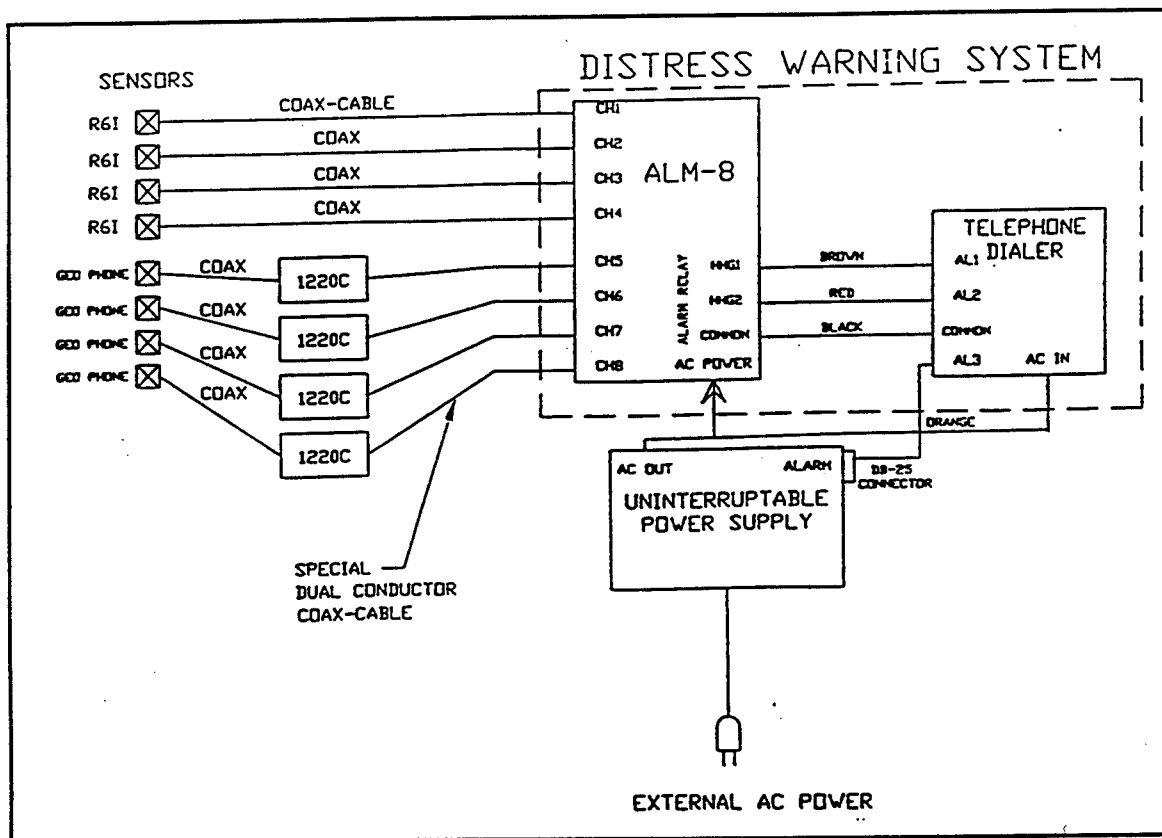 DISTRESS WARNING SYSTEM
SENSORS
R6I
COAX-CABLE
CH1
R6I
COAX
CH2
R6I
COAX
CH3
R6I
COAX
CH4
ALM-8
GEO PHONE
COAX
1220C
CH5
GEO PHONE
COAX
1220C
CH6
GEO PHONE
COAX
1220C
CH7
GEO PHONE
COAX
1220C
CH8
ALARM RELAY
HHG1
HHG2
COMMON
AC POWER
BROWN
RED
BLACK
TELEPHONE
DIALER
AL1
AL2
COMMON
AL3
AC IN
ORANGE
AC OUT
ALARM
DB-25
CONNECTOR
UNINTERRUPTABLE
POWER SUPPLY
SPECIAL
DUAL CONDUCTOR
COAX-CABLE
EXTERNAL AC POWER